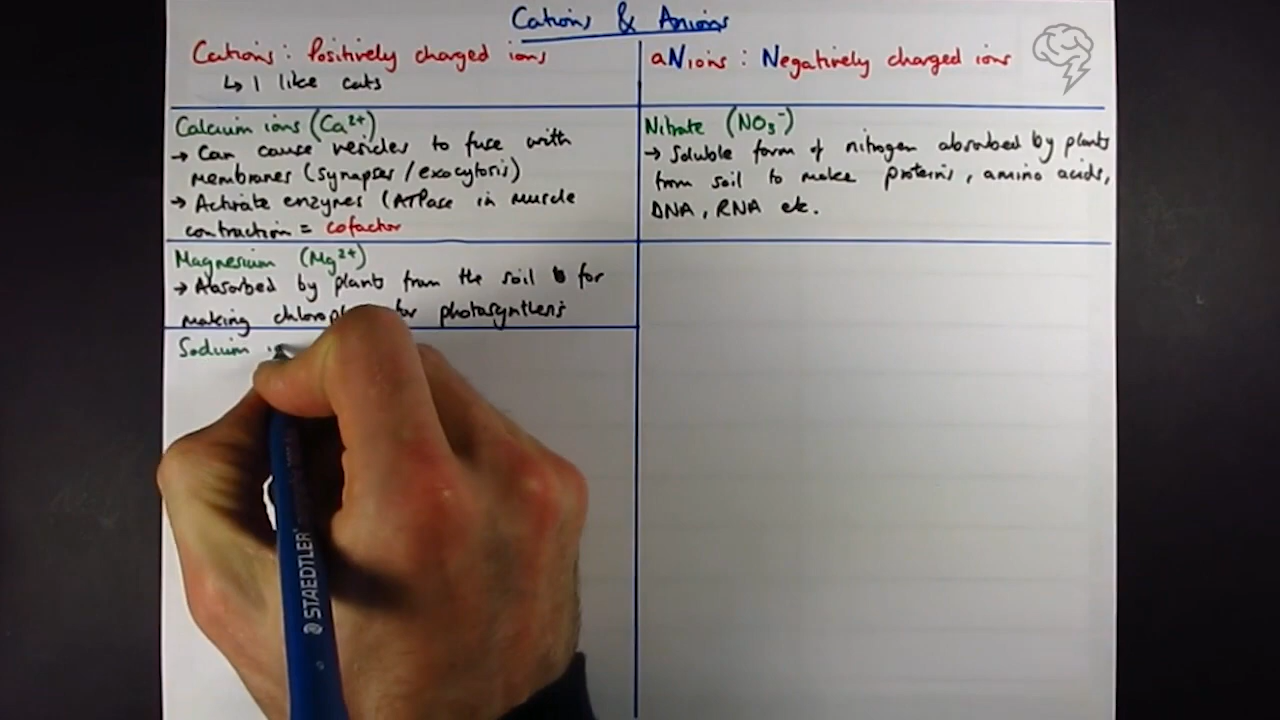 Cations & Anions
Cations : Positively charged ions
↳ I like cats
aNions : Negatively charged ions
Calcium ions (Ca²⁺)
→ Can cause vesicles to fuse with
membranes (synapses / exocytosis)
→ Activate enzymes (ATPase in muscle
contraction = cofactor
Nitrate (NO₃⁻)
→ Soluble form of nitrogen absorbed by plants
from soil to make proteins, amino acids,
DNA, RNA etc.
Magnesium (Mg²⁺)
→ Absorbed by plants from the soil for
making for photosynthesis
Sodium
STAEDTLER